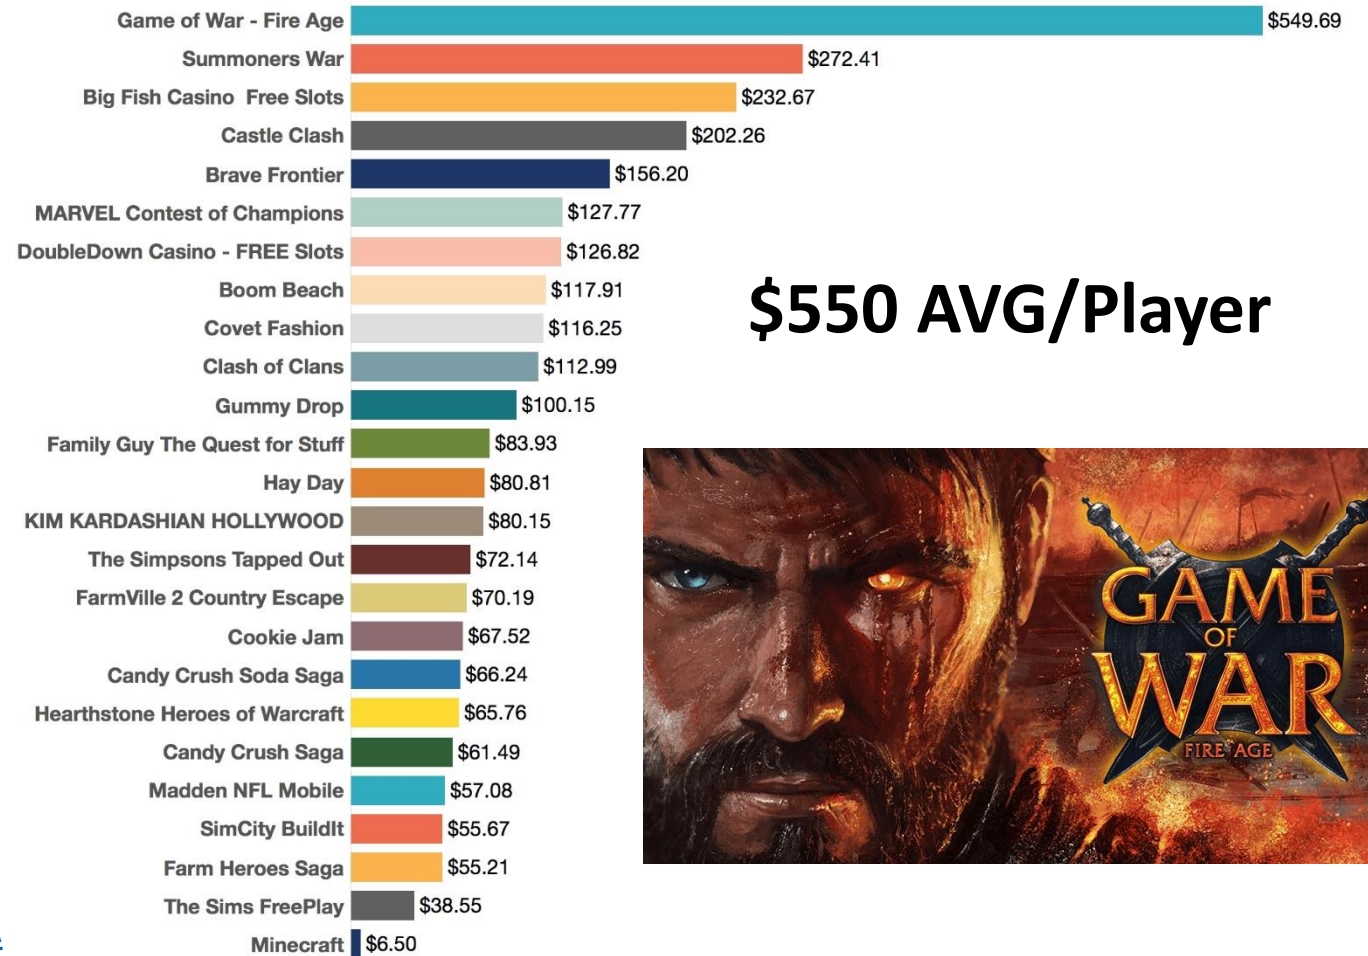 Game of War - Fire Age $549.69
Summoners War $272.41
Big Fish Casino Free Slots $232.67
Castle Clash $202.26
Brave Frontier $156.20
MARVEL Contest of Champions $127.77
DoubleDown Casino - FREE Slots $126.82
Boom Beach $117.91
Covet Fashion $116.25
Clash of Clans $112.99
Gummy Drop $100.15
Family Guy The Quest for Stuff $83.93
Hay Day $80.81
KIM KARDASHIAN HOLLYWOOD $80.15
The Simpsons Tapped Out $72.14
FarmVille 2 Country Escape $70.19
Cookie Jam $67.52
Candy Crush Soda Saga $66.24
Hearthstone Heroes of Warcraft $65.76
Candy Crush Saga $61.49
Madden NFL Mobile $57.08
SimCity BuildIt $55.67
Farm Heroes Saga $55.21
The Sims FreePlay $38.55
Minecraft $6.50
$550 AVG/Player
GAME
OF
WAR
FIRE AGE